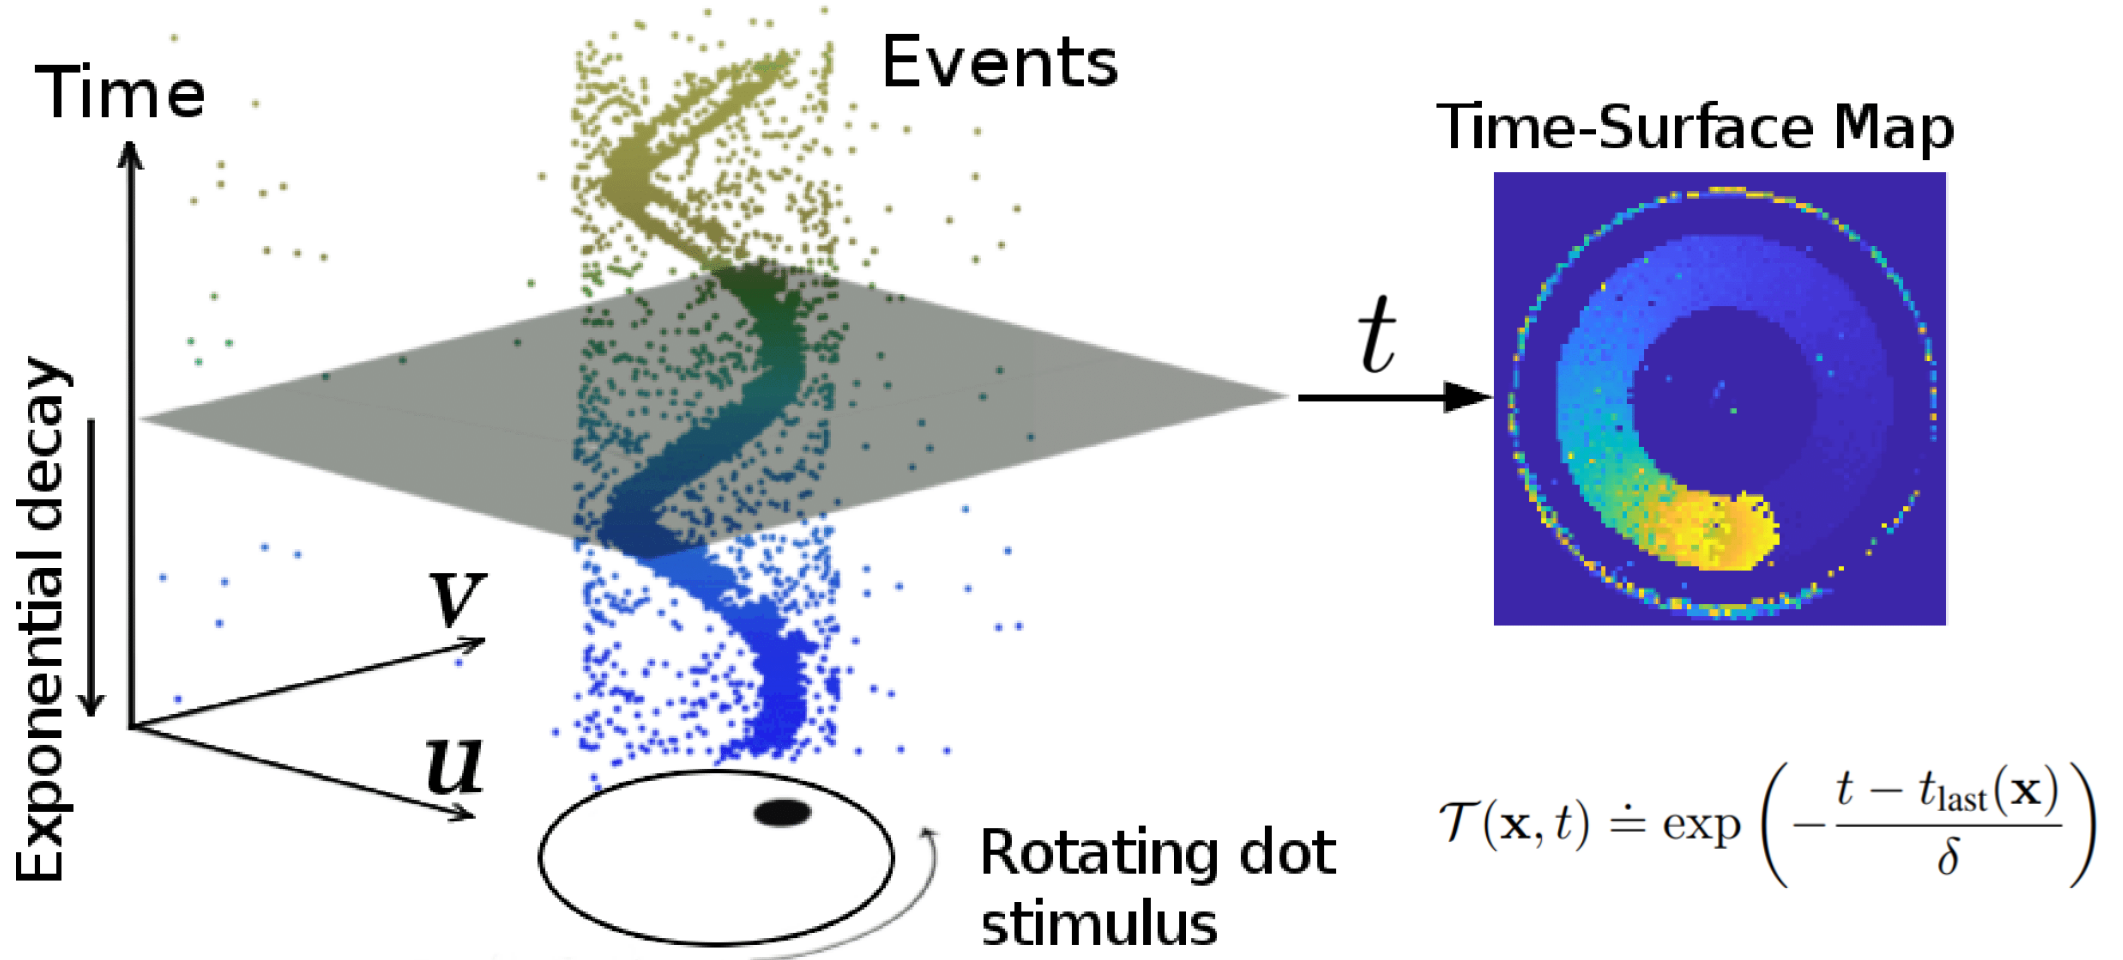 Time
Events
Time-Surface Map
t
Exponential decay
v
u
Rotating dot
stimulus
𝒯(𝐱, t) ≐ exp(−(t − t_last(𝐱))/δ)